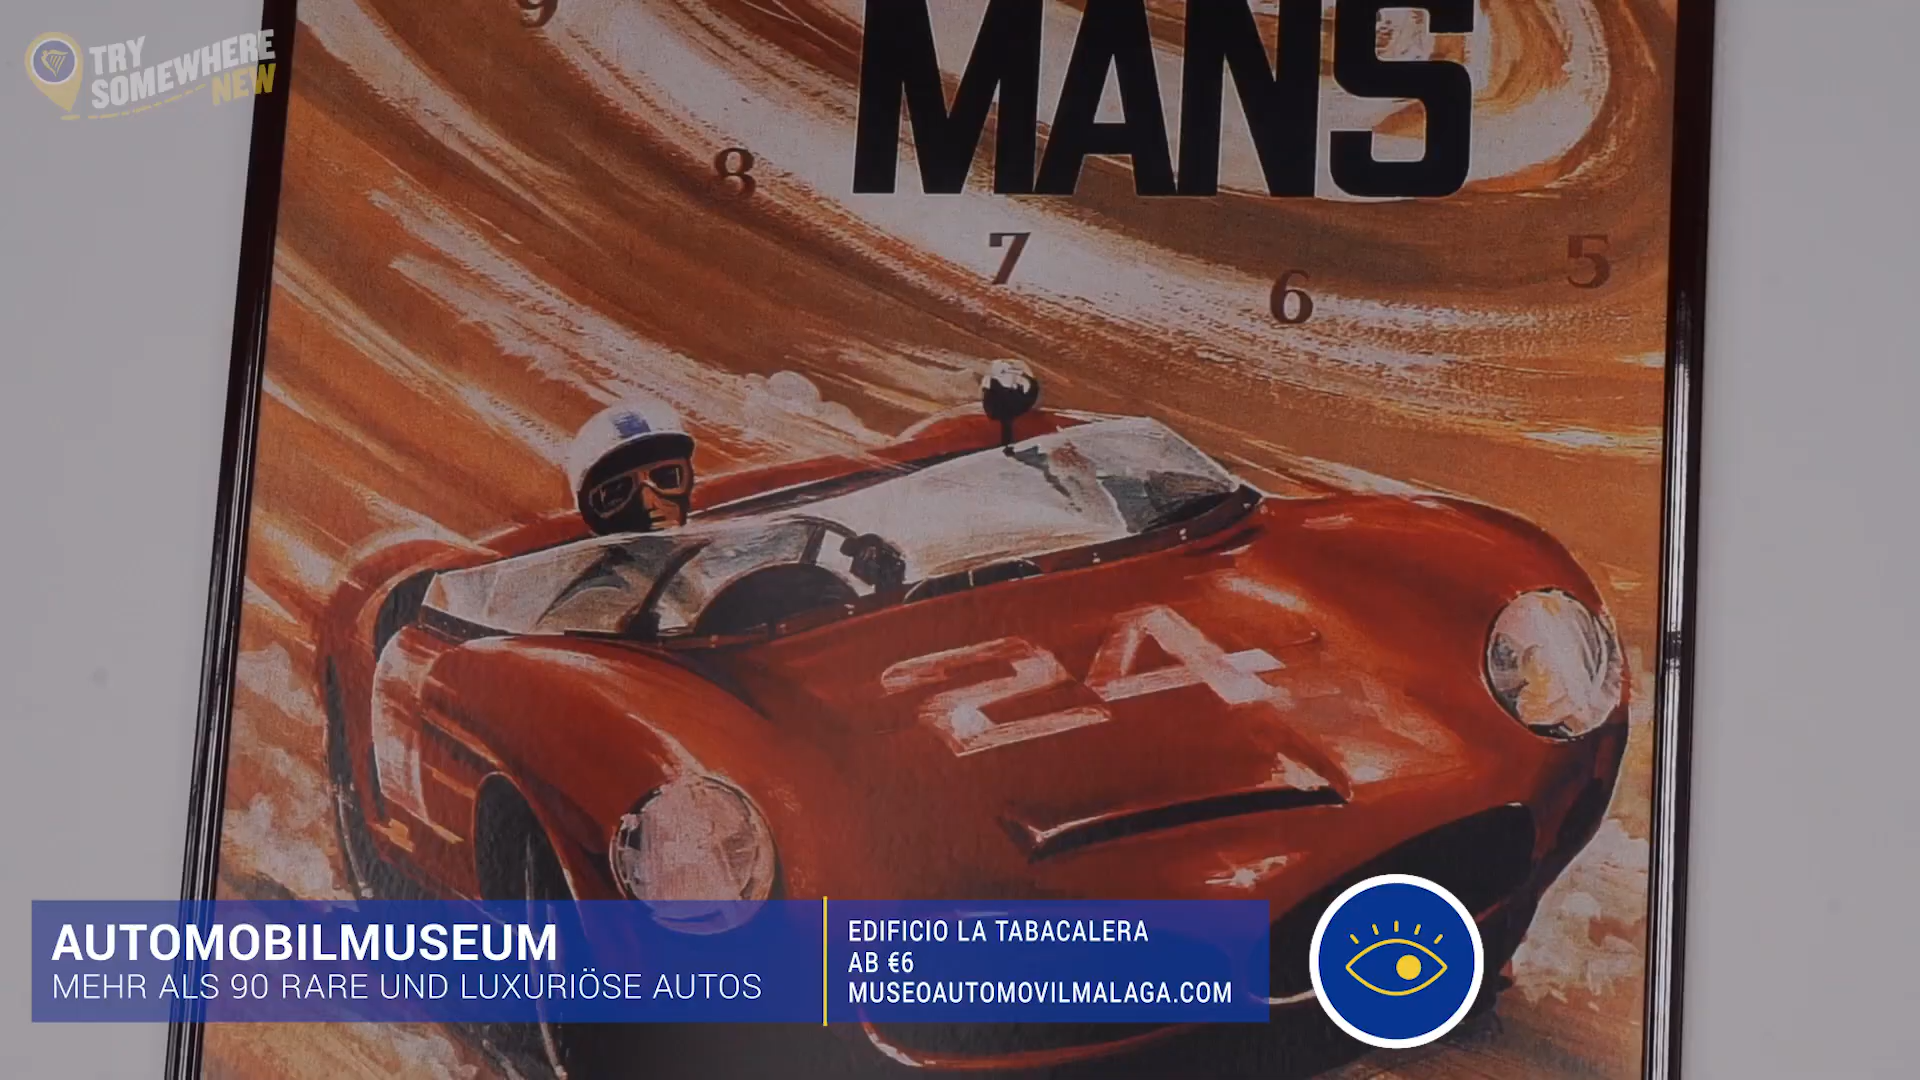 TRY
SOMEWHERE
NEW
MANS
9
8
7
6
5
24
AUTOMOBILMUSEUM
MEHR ALS 90 RARE UND LUXURIÖSE AUTOS
EDIFICIO LA TABACALERA
AB €6
MUSEOAUTOMOVILMALAGA.COM